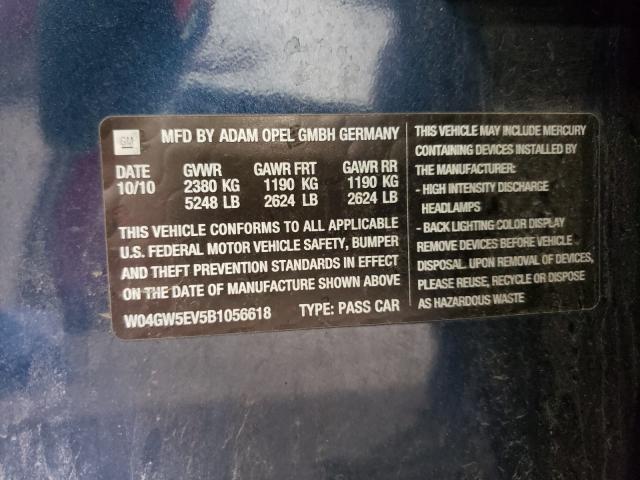 GM
MFD BY ADAM OPEL GMBH GERMANY
DATE GVWR GAWR FRT GAWR RR
10/10 2380 KG 1190 KG 1190 KG
5248 LB 2624 LB 2624 LB
THIS VEHICLE CONFORMS TO ALL APPLICABLE
U.S. FEDERAL MOTOR VEHICLE SAFETY, BUMPER
AND THEFT PREVENTION STANDARDS IN EFFECT
ON THE DATE OF MANUFACTURE SHOWN ABOVE
W04GW5EV5B1056618 TYPE: PASS CAR
THIS VEHICLE MAY INCLUDE MERCURY
CONTAINING DEVICES INSTALLED BY
THE MANUFACTURER:
- HIGH INTENSITY DISCHARGE
HEADLAMPS
- BACK LIGHTING COLOR DISPLAY
REMOVE DEVICES BEFORE VEHICLE
DISPOSAL. UPON REMOVAL OF DEVICES,
PLEASE REUSE, RECYCLE OR DISPOSE
AS HAZARDOUS WASTE